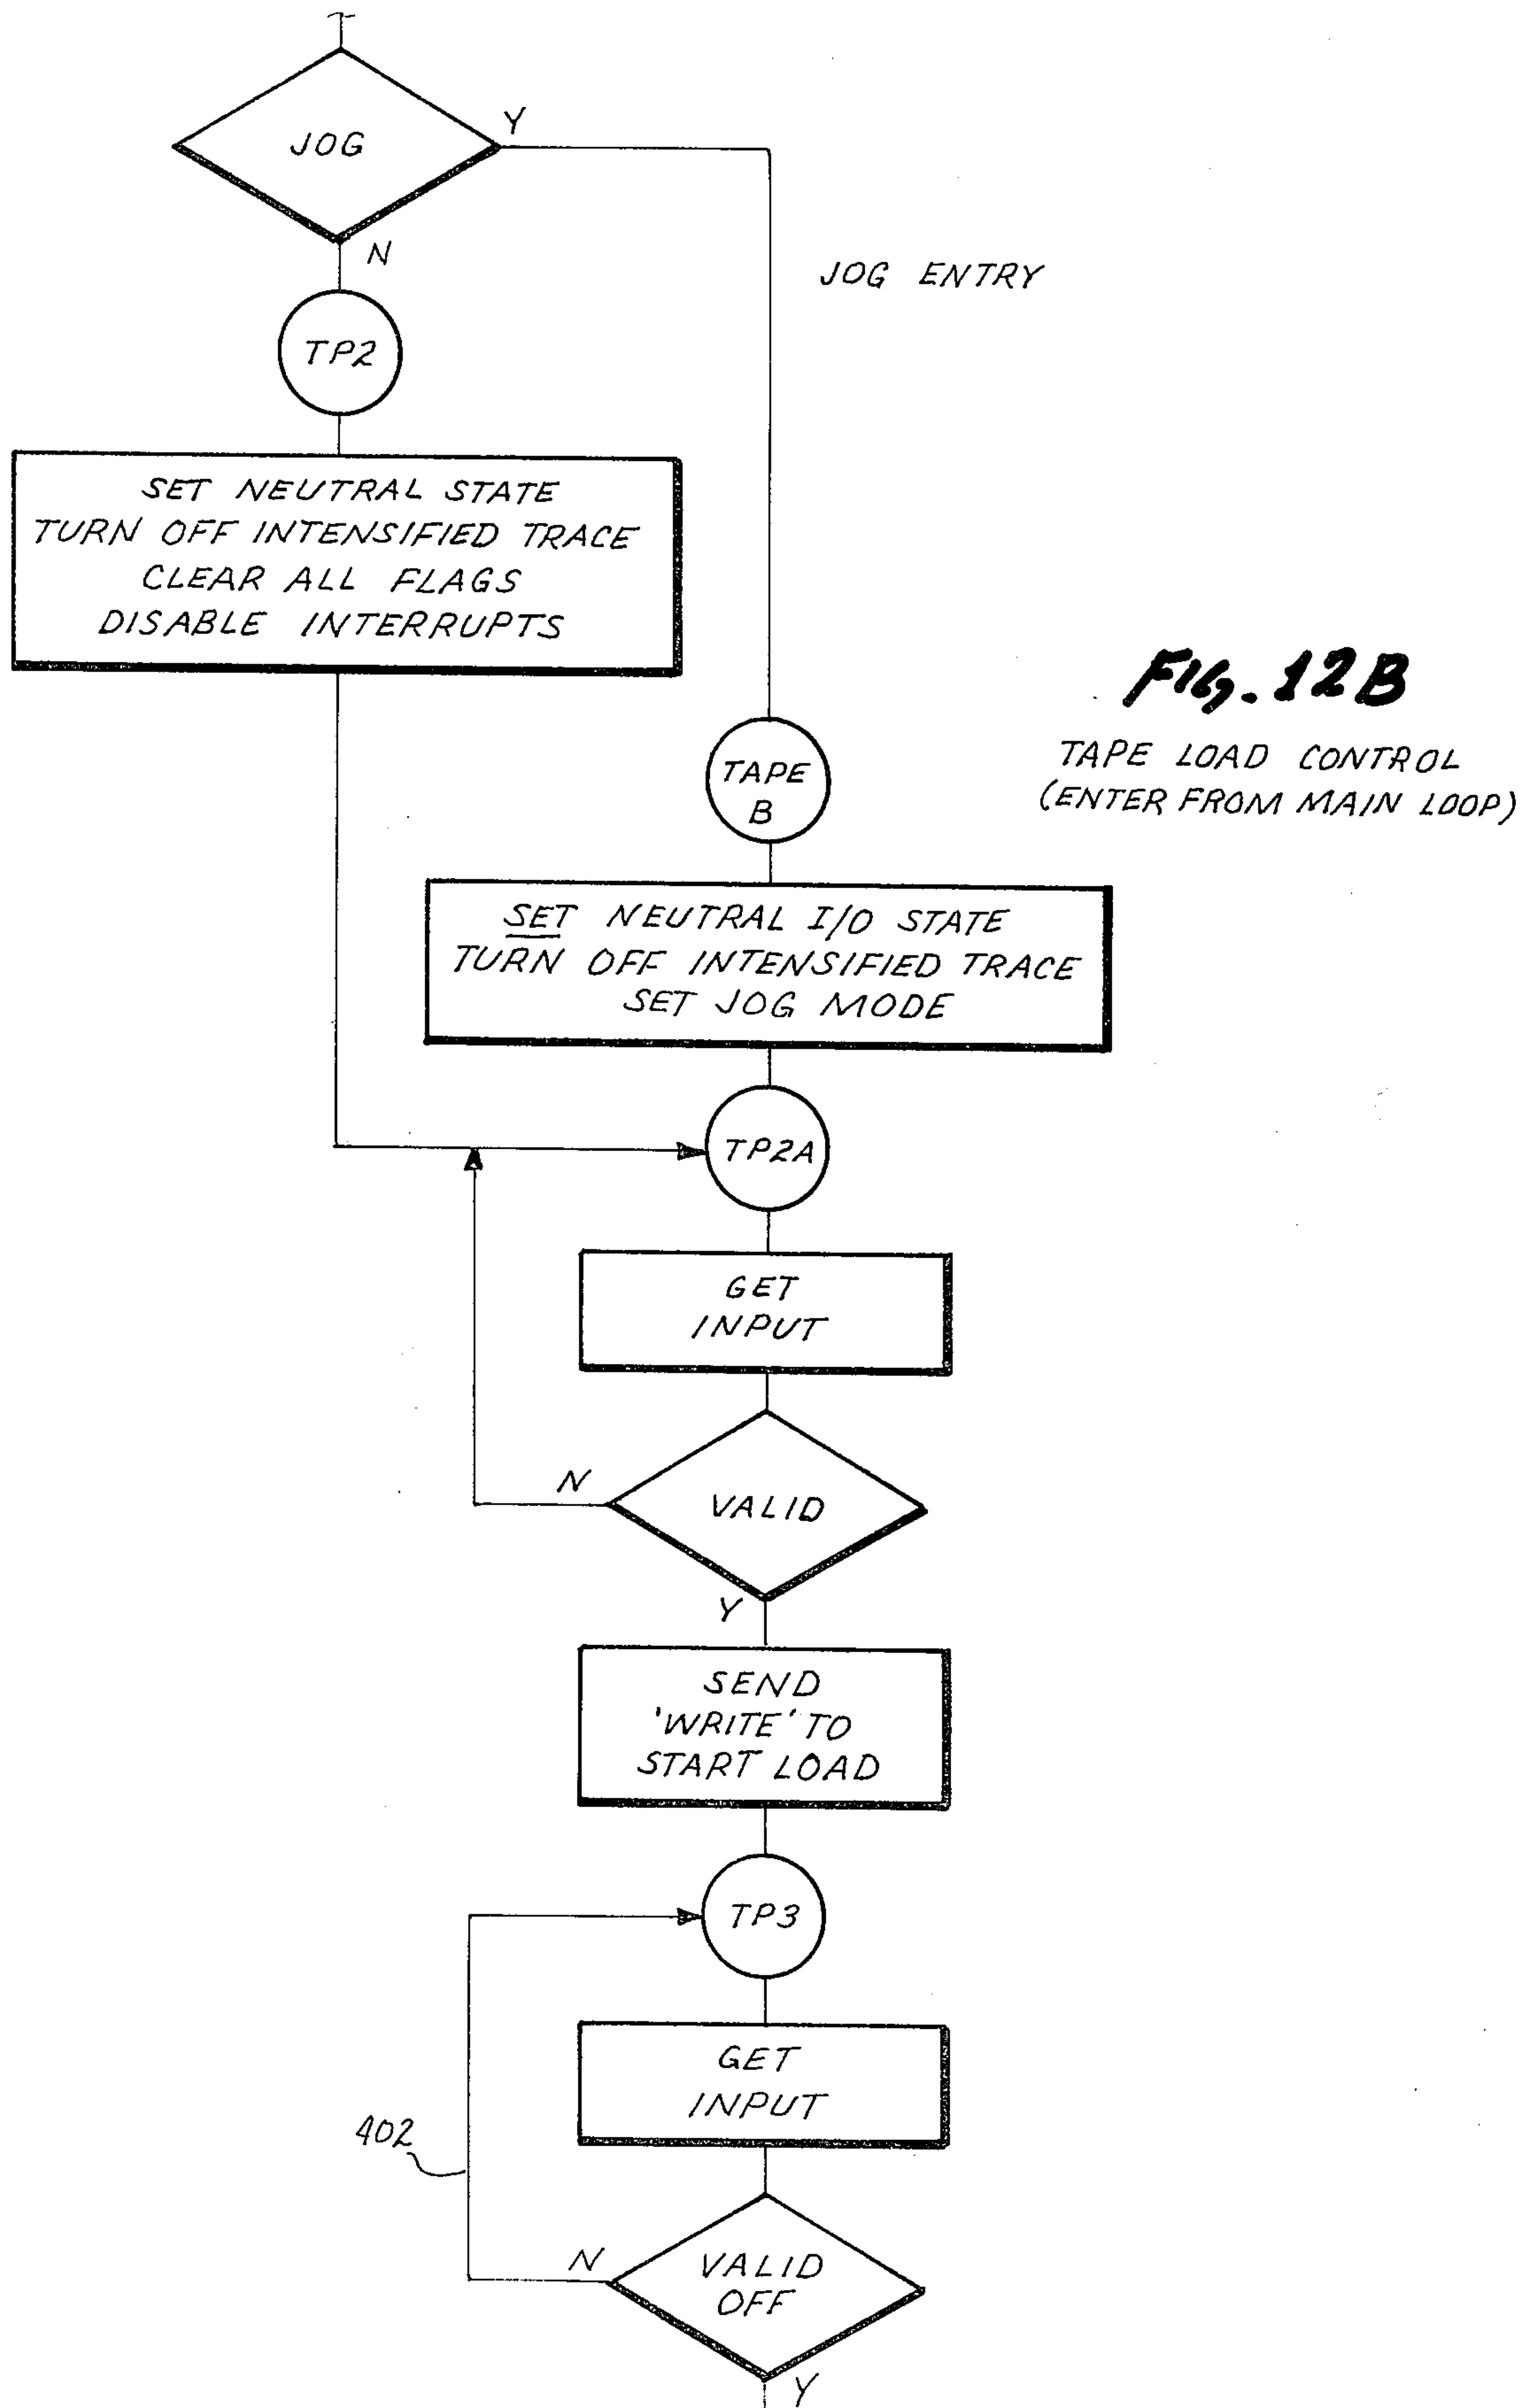 JOG
Y
N
JOG ENTRY
TP2
SET NEUTRAL STATE
TURN OFF INTENSIFIED TRACE
CLEAR ALL FLAGS
DISABLE INTERRUPTS
FIG. 12B
TAPE LOAD CONTROL
(ENTER FROM MAIN LOOP)
TAPE
B
SET NEUTRAL I/O STATE
TURN OFF INTENSIFIED TRACE
SET JOG MODE
TP2A
GET
INPUT
N
VALID
Y
SEND
'WRITE' TO
START LOAD
TP3
GET
INPUT
402
N
VALID
OFF
Y